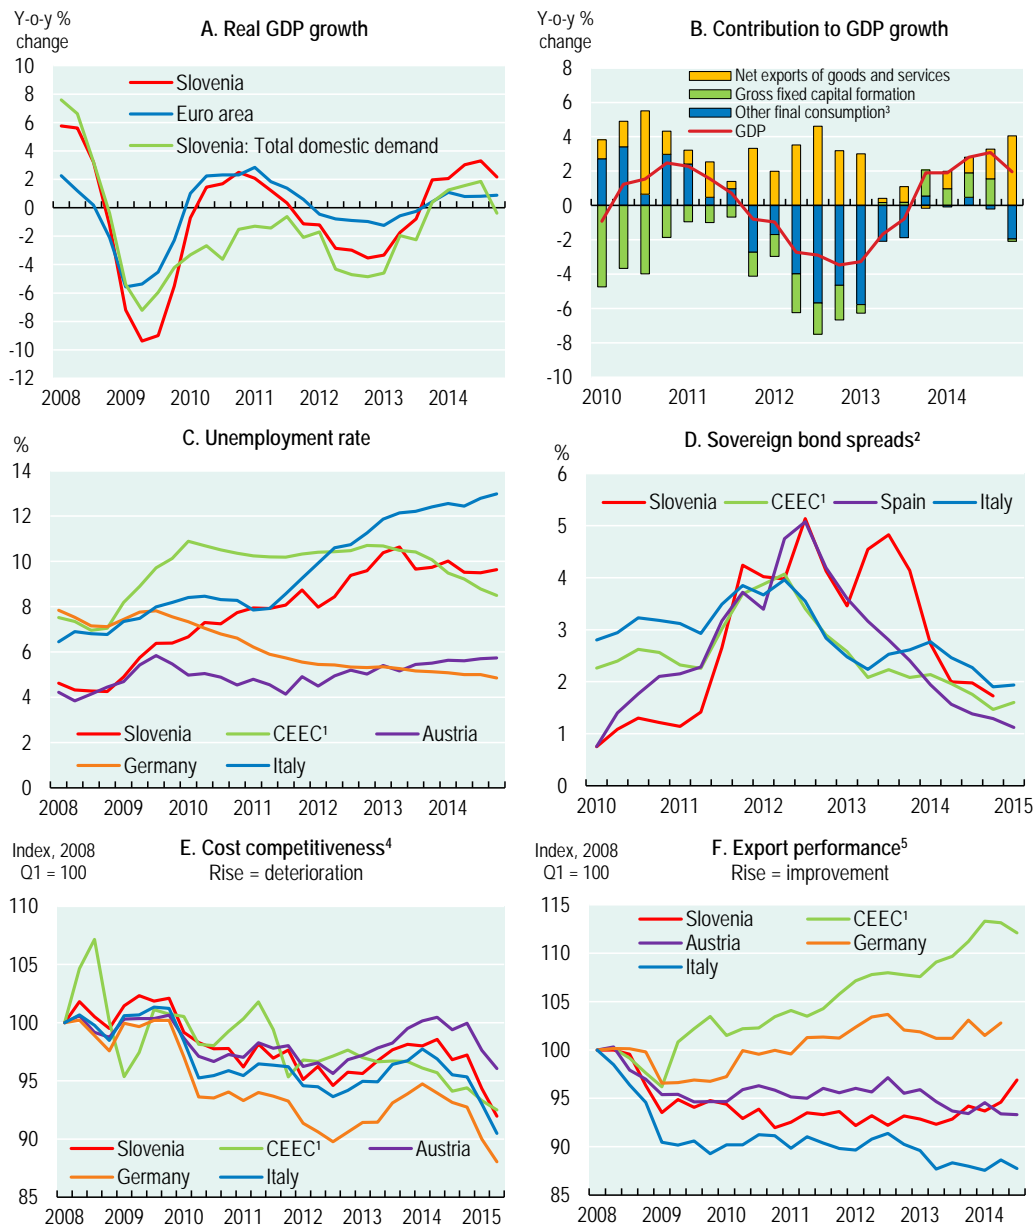 Y-o-y %
change
A. Real GDP growth
10
8
6
4
2
0
-2
-4
-6
-8
-10
-12
Slovenia
Euro area
Slovenia: Total domestic demand
2008 2009 2010 2011 2012 2013 2014
Y-o-y %
change
B. Contribution to GDP growth
8
6
4
2
0
-2
-4
-6
-8
-10
Net exports of goods and services
Gross fixed capital formation
Other final consumption³
GDP
2010 2011 2012 2013 2014
C. Unemployment rate
%
14
12
10
8
6
4
2
0
Slovenia CEEC¹ Austria
Germany Italy
2008 2009 2010 2011 2012 2013 2014
D. Sovereign bond spreads²
%
6
5
4
3
2
1
0
Slovenia CEEC¹ Spain Italy
2010 2011 2012 2013 2014 2015
Index, 2008
Q1 = 100
E. Cost competitiveness⁴
Rise = deterioration
110
105
100
95
90
85
Slovenia CEEC¹ Austria
Germany Italy
2008 2009 2010 2011 2012 2013 2014 2015
Index, 2008
Q1 = 100
F. Export performance⁵
Rise = improvement
115
110
105
100
95
90
85
Slovenia CEEC¹
Austria Germany
Italy
2008 2009 2010 2011 2012 2013 2014